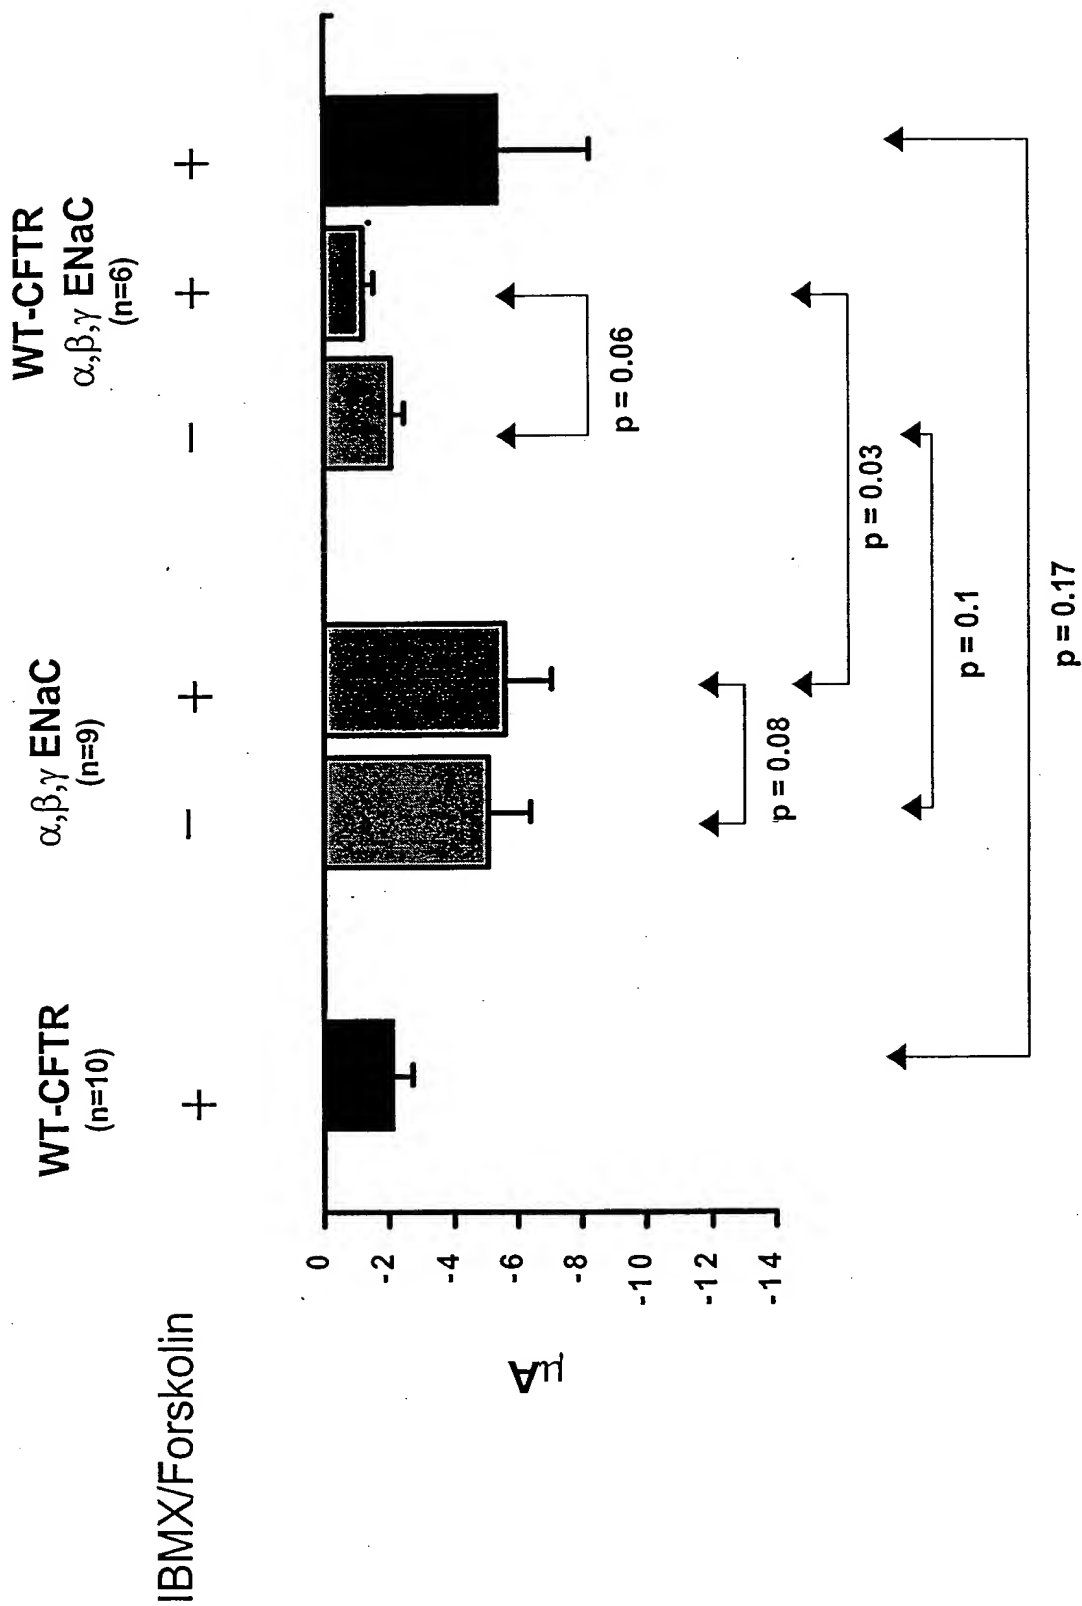 WT-CFTR
(n=10)
α,β,γ ENaC
(n=9)
WT-CFTR
α,β,γ ENaC
(n=6)
IBMX/Forskolin
+
−
+
−
+
+
0
-2
-4
-6
-8
-10
-12
-14
µA
p = 0.06
p = 0.08
p = 0.03
p = 0.1
p = 0.17